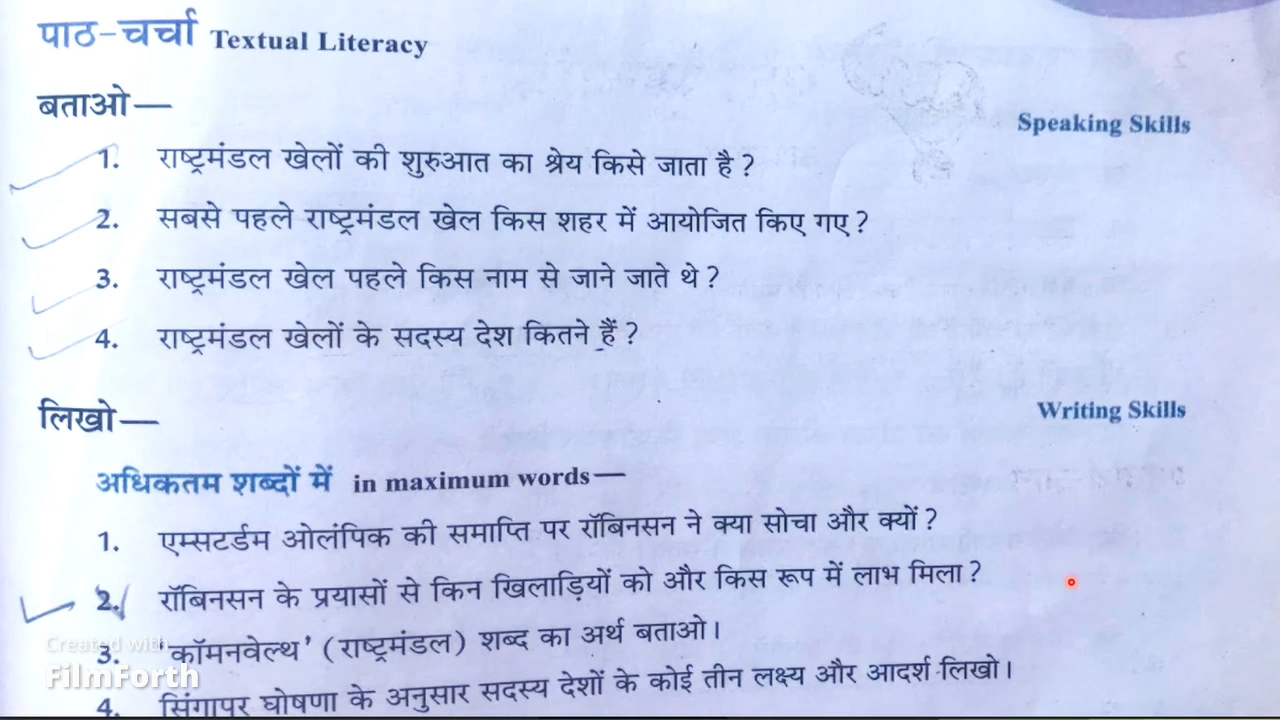 पाठ-चर्चा Textual Literacy
बताओ—
Speaking Skills
1. राष्ट्रमंडल खेलों की शुरुआत का श्रेय किसे जाता है?
2. सबसे पहले राष्ट्रमंडल खेल किस शहर में आयोजित किए गए?
3. राष्ट्रमंडल खेल पहले किस नाम से जाने जाते थे?
4. राष्ट्रमंडल खेलों के सदस्य देश कितने हैं?
लिखो—
Writing Skills
अधिकतम शब्दों में in maximum words—
1. एम्सटर्डम ओलंपिक की समाप्ति पर रॉबिनसन ने क्या सोचा और क्यों?
2. रॉबिनसन के प्रयासों से किन खिलाड़ियों को और किस रूप में लाभ मिला?
3. 'कॉमनवेल्थ' (राष्ट्रमंडल) शब्द का अर्थ बताओ।
4. सिंगापुर घोषणा के अनुसार सदस्य देशों के कोई तीन लक्ष्य और आदर्श लिखो।
Created with
FilmForth